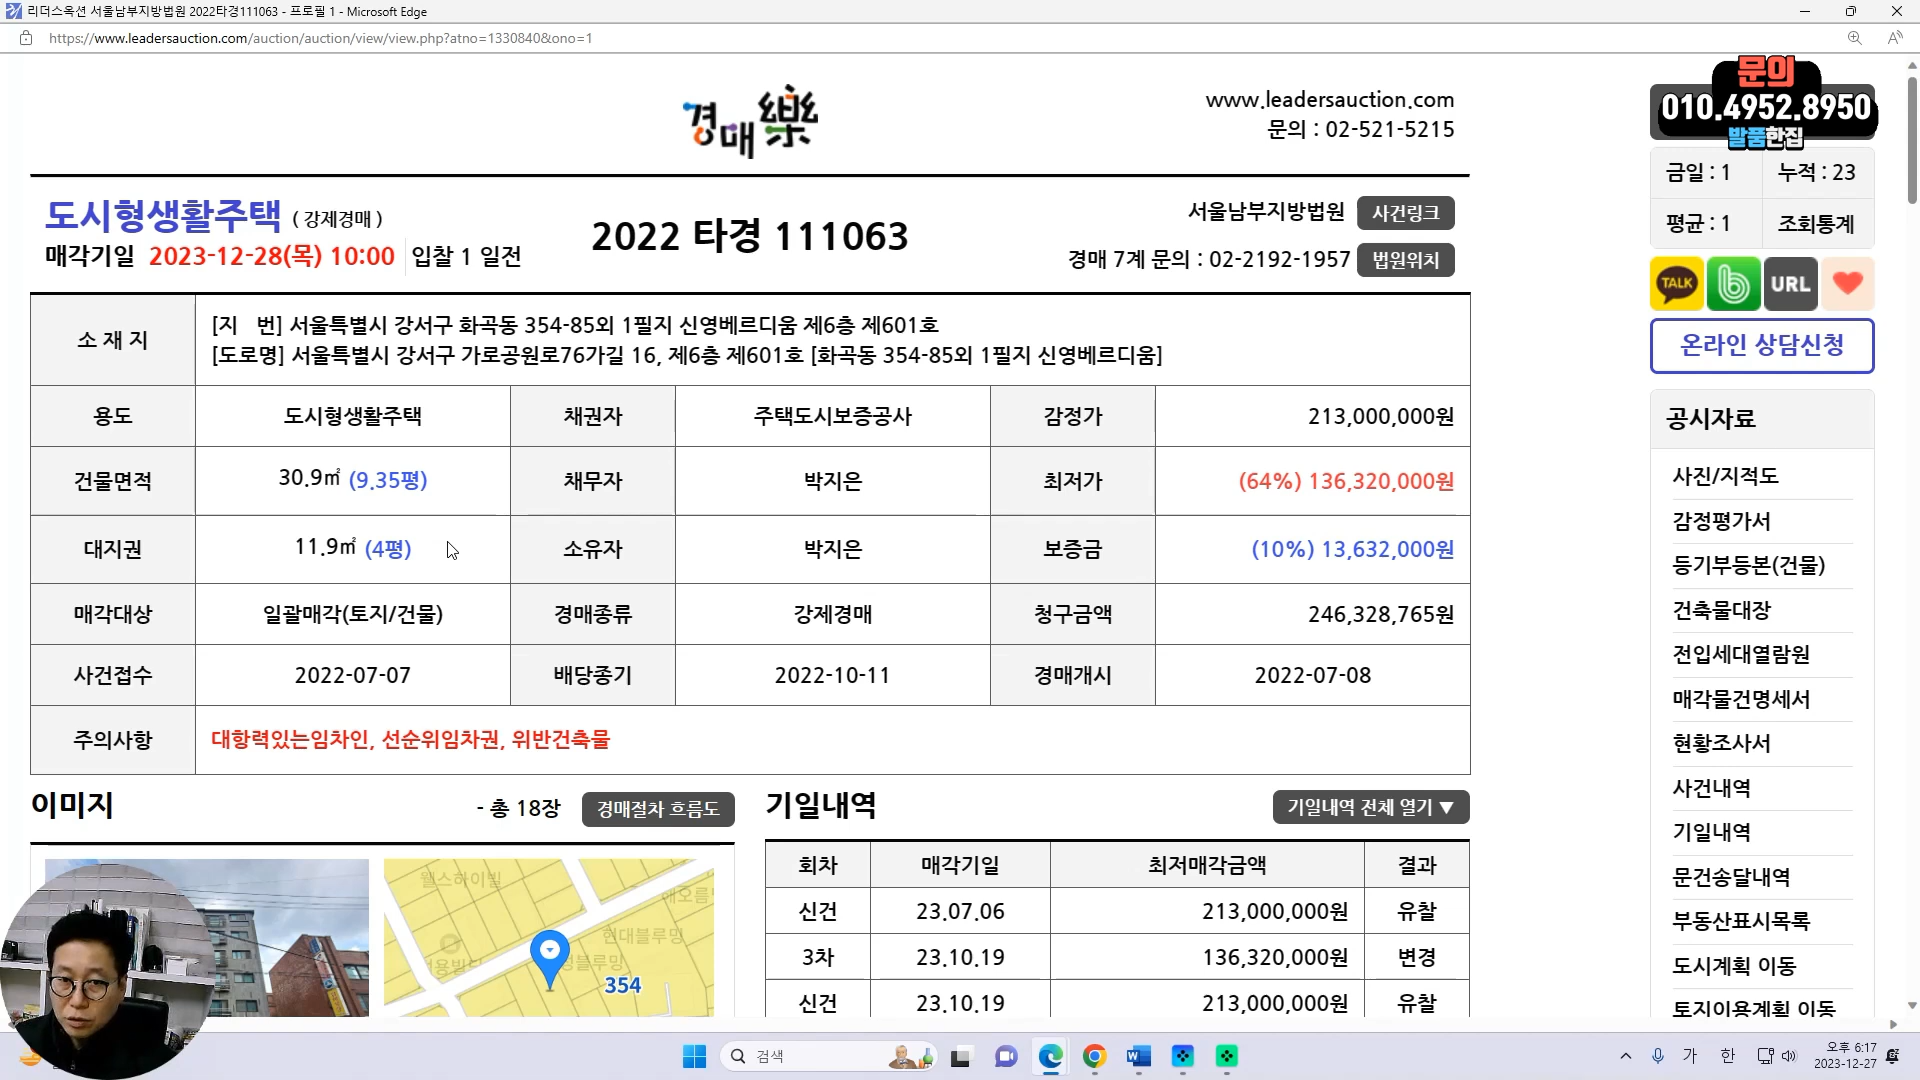 리더스옥션 서울남부지방법원 2022타경111063 - 프로필 1 - Microsoft Edge
https://www.leadersauction.com/auction/auction/view/view.php?atno=1330840&ono=1
경매樂
www.leadersauction.com
문의 : 02-521-5215
문의
010.4952.8950
발품한집
금일 : 1 누적 : 23
평균 : 1 조회통계
TALK URL
온라인 상담신청
도시형생활주택 ( 강제경매 )
매각기일 2023-12-28(목) 10:00 입찰 1 일전
2022 타경 111063
서울남부지방법원 사건링크
경매 7계 문의 : 02-2192-1957 법원위치
소 재 지
[지 번] 서울특별시 강서구 화곡동 354-85외 1필지 신영베르디움 제6층 제601호
[도로명] 서울특별시 강서구 가로공원로76가길 16, 제6층 제601호 [화곡동 354-85외 1필지 신영베르디움]
용도 도시형생활주택 채권자 주택도시보증공사 감정가 213,000,000원
건물면적 30.9㎡ (9.35평) 채무자 박지은 최저가 (64%) 136,320,000원
대지권 11.9㎡ (4평) 소유자 박지은 보증금 (10%) 13,632,000원
매각대상 일괄매각(토지/건물) 경매종류 강제경매 청구금액 246,328,765원
사건접수 2022-07-07 배당종기 2022-10-11 경매개시 2022-07-08
주의사항 대항력있는임차인, 선순위임차권, 위반건축물
이미지 - 총 18장 경매절차 흐름도
웰스하이빌
현대블루밍
354
기일내역 기일내역 전체 열기 ▼
회차 매각기일 최저매각금액 결과
신건 23.07.06 213,000,000원 유찰
3차 23.10.19 136,320,000원 변경
신건 23.10.19 213,000,000원 유찰
공시자료
사진/지적도
감정평가서
등기부등본(건물)
건축물대장
전입세대열람원
매각물건명세서
현황조사서
사건내역
기일내역
문건송달내역
부동산표시목록
도시계획 이동
토지이용계획 이동
검색
가 한
오후 6:17
2023-12-27